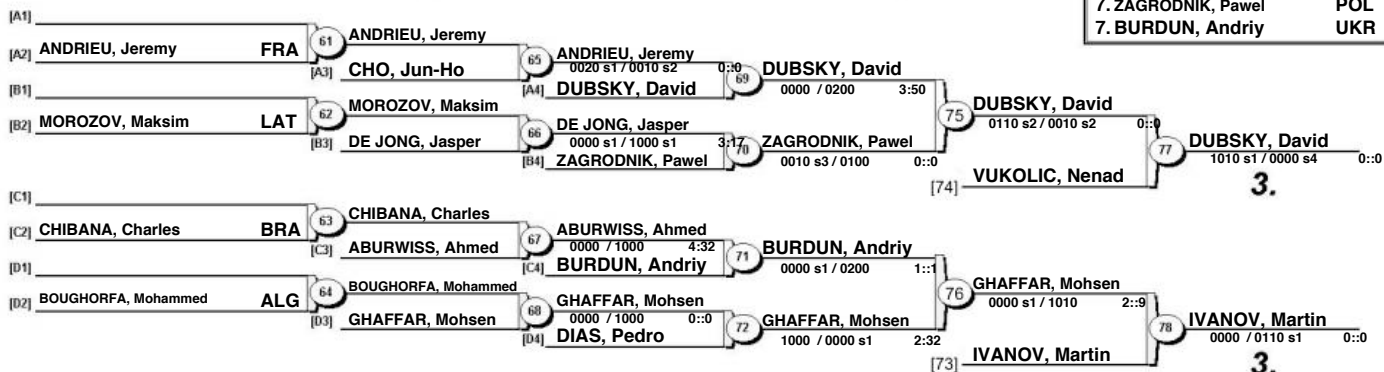 7. ZAGRODNIK, Pawel POL
7. BURDUN, Andriy UKR
[A1]
[A2] ANDRIEU, Jeremy FRA
61
ANDRIEU, Jeremy
[A3] CHO, Jun-Ho
65
ANDRIEU, Jeremy
0020 s1 / 0010 s2 0::0
[A4] DUBSKY, David
69
DUBSKY, David
0000 / 0200 3:50
[B1]
[B2] MOROZOV, Maksim LAT
62
MOROZOV, Maksim
[B3] DE JONG, Jasper
66
DE JONG, Jasper
0000 s1 / 1000 s1 3:17
[B4] ZAGRODNIK, Pawel
70
ZAGRODNIK, Pawel
0010 s3 / 0100 0::0
75
DUBSKY, David
0110 s2 / 0010 s2 0::0
[74] VUKOLIC, Nenad
77
DUBSKY, David
1010 s1 / 0000 s4 0::0
3.
[C1]
[C2] CHIBANA, Charles BRA
63
CHIBANA, Charles
[C3] ABURWISS, Ahmed
67
ABURWISS, Ahmed
0000 / 1000 4:32
[C4] BURDUN, Andriy
71
BURDUN, Andriy
0000 s1 / 0200 1::1
[D1]
[D2] BOUGHORFA, Mohammed ALG
64
BOUGHORFA, Mohammed
[D3] GHAFFAR, Mohsen
68
GHAFFAR, Mohsen
0000 / 1000 0::0
[D4] DIAS, Pedro
72
GHAFFAR, Mohsen
1000 / 0000 s1 2:32
76
GHAFFAR, Mohsen
0000 s1 / 1010 2::9
[73] IVANOV, Martin
78
IVANOV, Martin
0000 / 0110 s1 0::0
3.